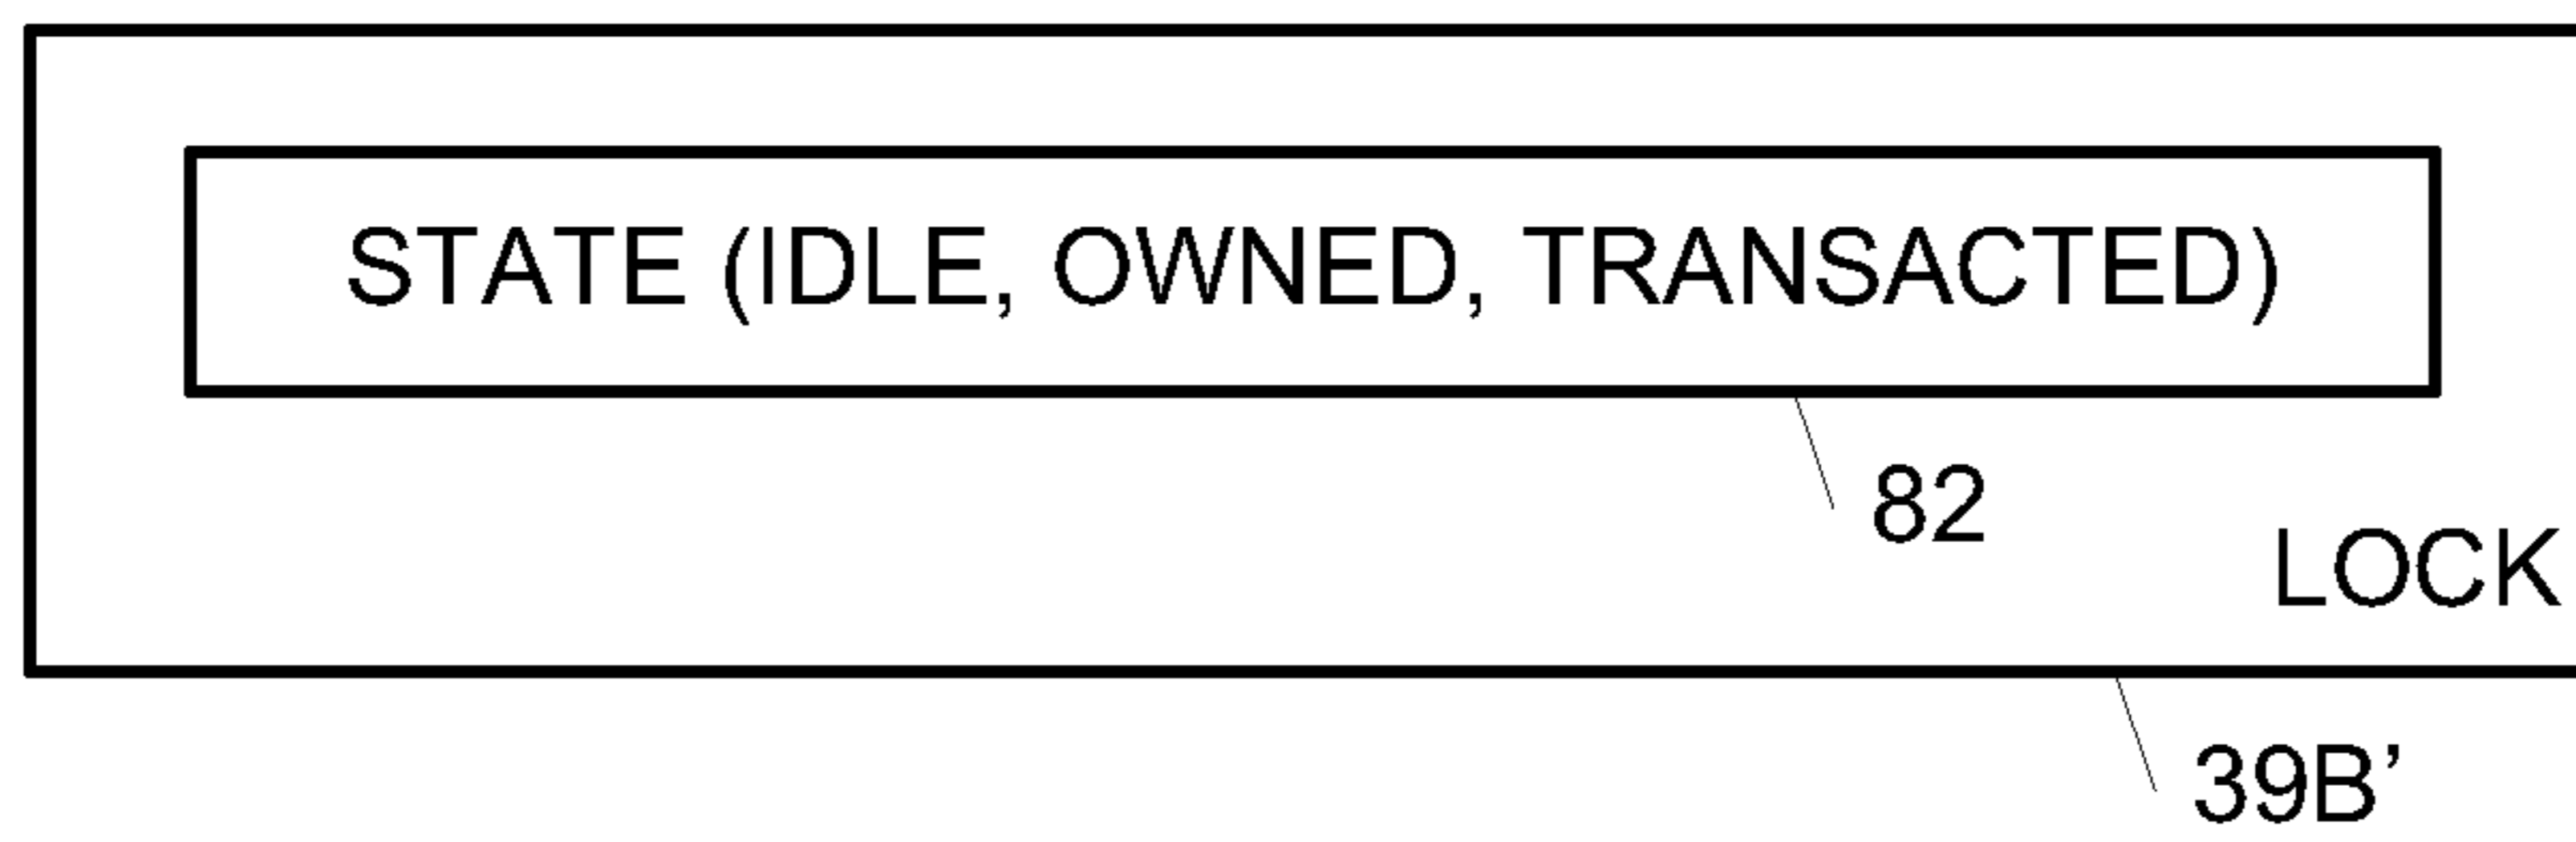 STATE (IDLE, OWNED, TRANSACTED)
82
LOCK
39B’